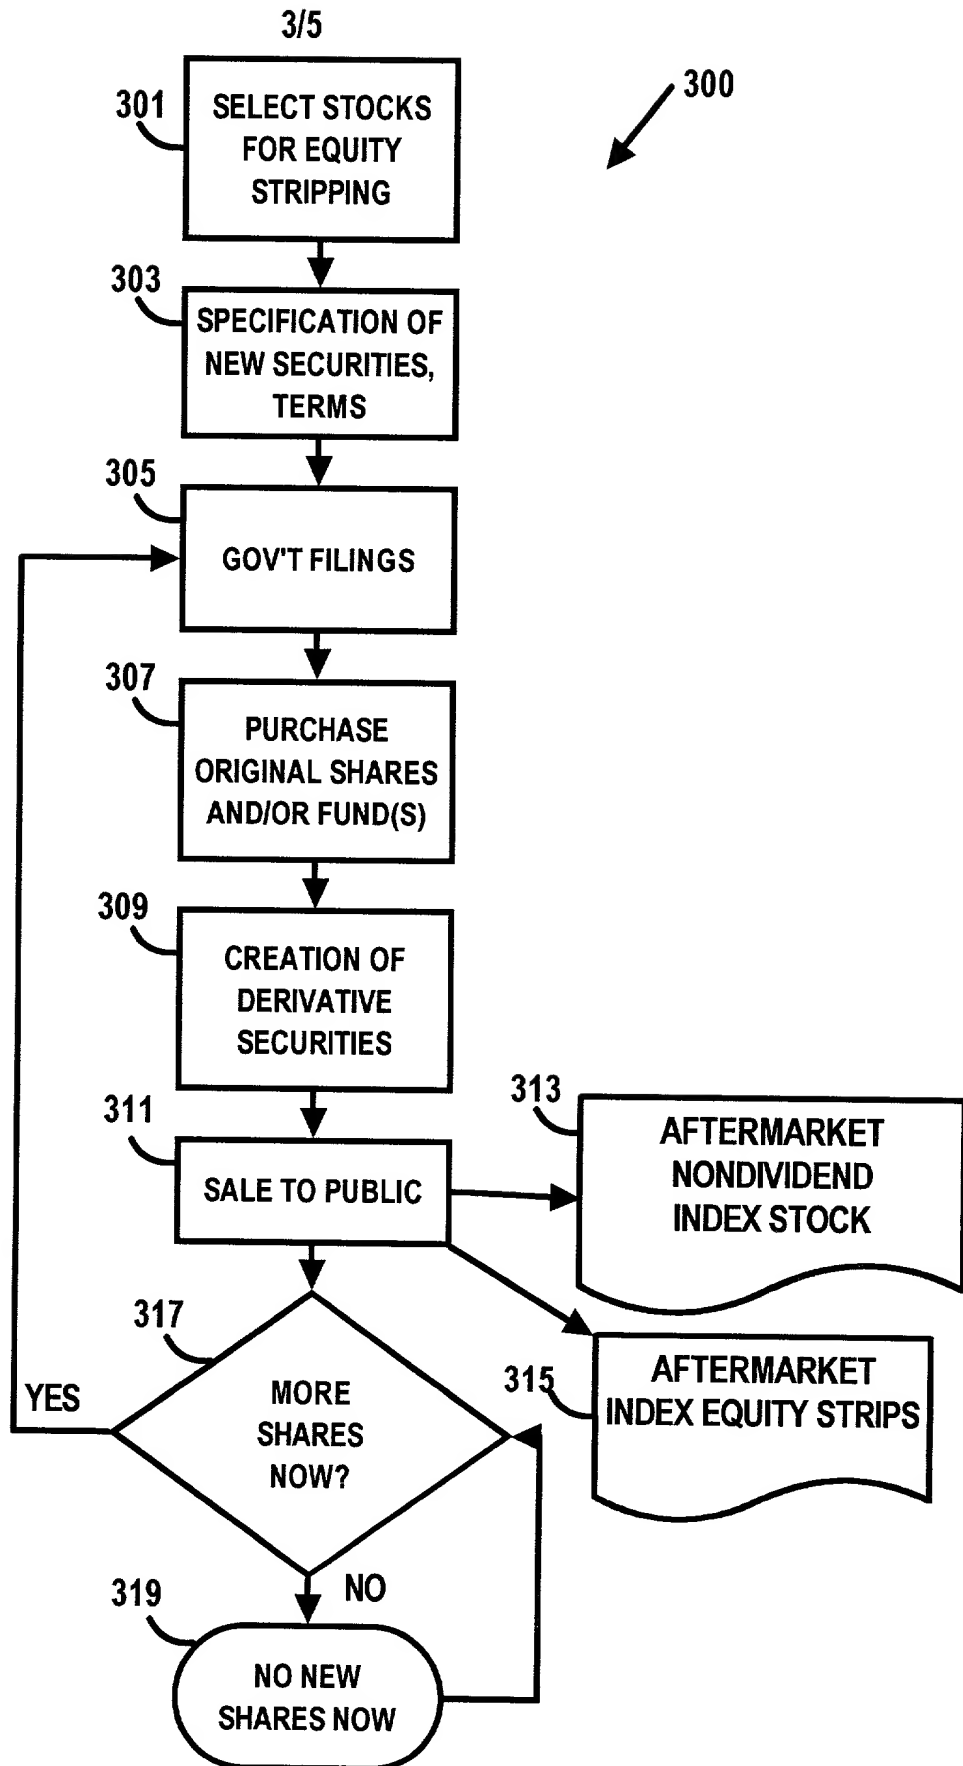 3/5
300
301
SELECT STOCKS
FOR EQUITY
STRIPPING
303
SPECIFICATION OF
NEW SECURITIES,
TERMS
305
GOV'T FILINGS
307
PURCHASE
ORIGINAL SHARES
AND/OR FUND(S)
309
CREATION OF
DERIVATIVE
SECURITIES
311
SALE TO PUBLIC
313
AFTERMARKET
NONDIVIDEND
INDEX STOCK
315
AFTERMARKET
INDEX EQUITY STRIPS
317
YES
MORE
SHARES
NOW?
NO
319
NO NEW
SHARES NOW